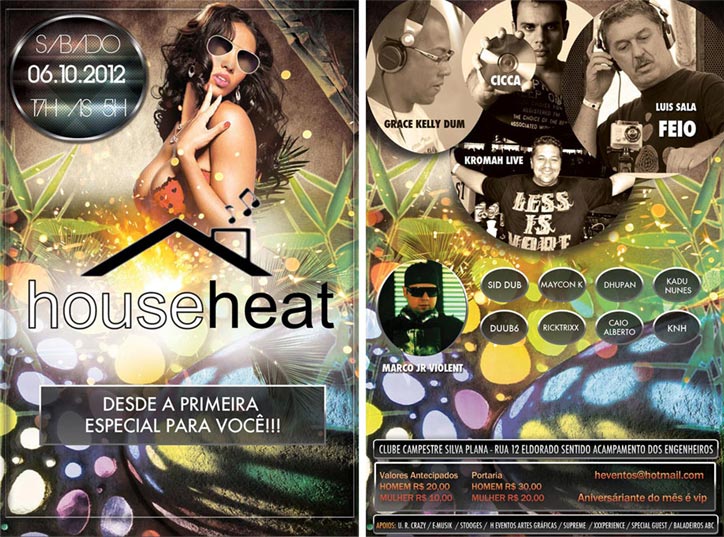 SÁBADO
06.10.2012
17H AS 5H
househeat
DESDE A PRIMEIRA
ESPECIAL PARA VOCÊ!!!
CICCA
GRACE KELLY DUM
LUIS SALA
FEIO
KROMAH LIVE
LESS
IS
MARCO JR VIOLENT
SID DUB
MAYCON K
DHUPAN
KADU
NUNES
DUUB6
RICKTRIXX
CAIO
ALBERTO
KNH
CLUBE CAMPESTRE SILVA PLANA - RUA 12 ELDORADO SENTIDO ACAMPAMENTO DOS ENGENHEIROS
Valores Antecipados
HOMEM R$ 20,00
MULHER R$ 10,00
Portaria
HOMEM R$ 30,00
MULHER R$ 20,00
heventos@hotmail.com
Aniversáriante do mês é vip
APOIOS: U. R. CRAZY / E-MUSIK / STOOGES / H EVENTOS ARTES GRÁFICAS / SUPREME / XXXPERIENCE / SPECIAL GUEST / BALADEIROS ABC